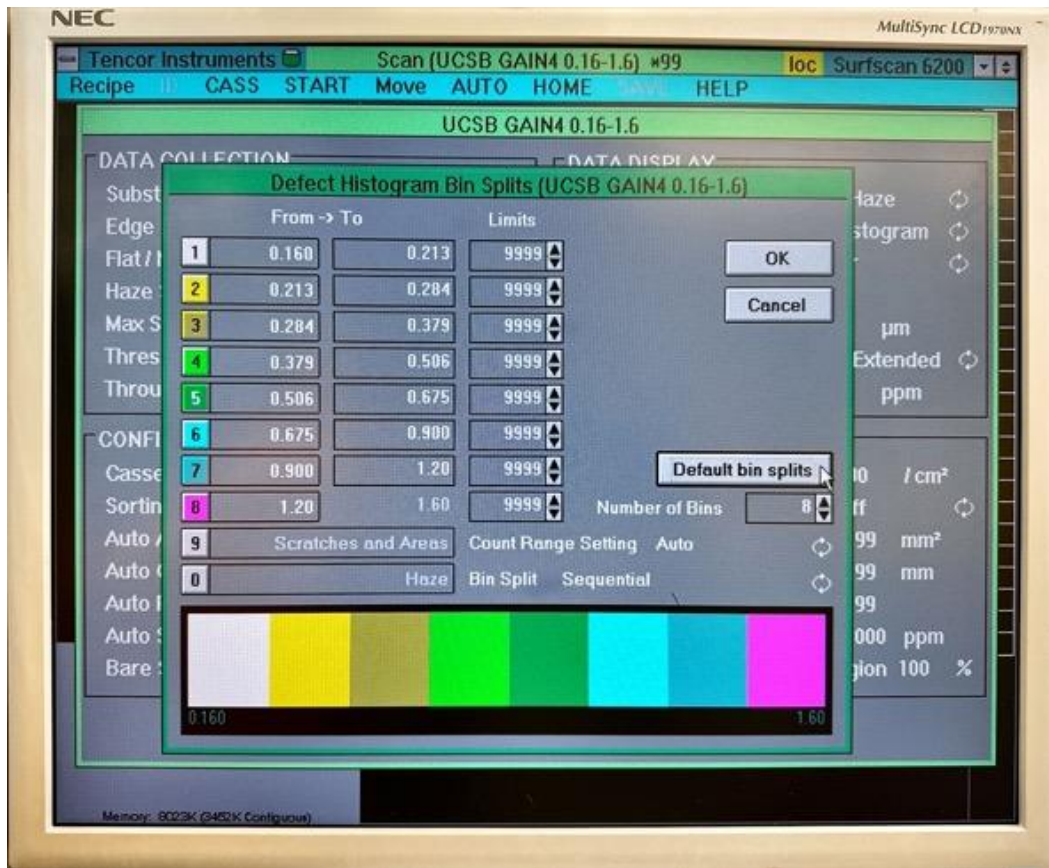 NEC
MultiSync LCD1970NX
Tencor Instruments Scan (UCSB GAIN4 0.16-1.6) *99 loc Surfscan 6200
Recipe ID CASS START Move AUTO HOME SAVE HELP
UCSB GAIN4 0.16-1.6
DATA COLLECTION DATA DISPLAY
Defect Histogram Bin Splits (UCSB GAIN4 0.16-1.6)
Subst Haze
From -> To Limits
Edge stogram
1 0.160 0.213 9999 OK
Flat /
2 0.213 0.284 9999 Cancel
Haze
3 0.284 0.379 9999
Max S µm
4 0.379 0.506 9999
Thres Extended
5 0.506 0.675 9999
Throu ppm
6 0.675 0.900 9999
CONFI
7 0.900 1.20 9999 Default bin splits
Casse / cm²
8 1.20 1.60 9999 Number of Bins 8
Sortin ff
9 Scratches and Areas Count Range Setting Auto
Auto 99 mm²
0 Haze Bin Split Sequential
Auto 99 mm
Auto 99
Auto S 000 ppm
Bare gion 100 %
0.160 1.60
Memory: 8023K (3462K Contiguous)